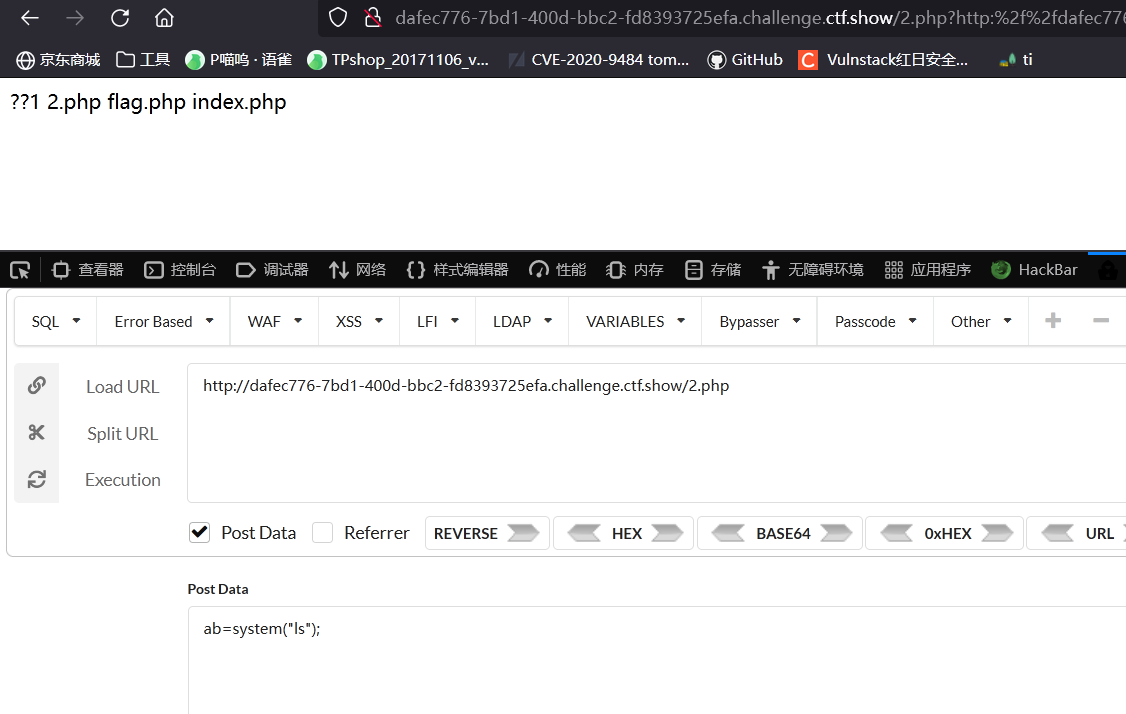 dafec776-7bd1-400d-bbc2-fd8393725efa.challenge.ctf.show/2.php?http:%2f%2fdafec776
京东商城 工具 P喵呜 · 语雀 TPshop_20171106_v... CVE-2020-9484 tom... GitHub Vulnstack红日安全... ti
??1 2.php flag.php index.php
查看器 控制台 调试器 网络 样式编辑器 性能 内存 存储 无障碍环境 应用程序 HackBar
SQL Error Based WAF XSS LFI LDAP VARIABLES Bypasser Passcode Other
Load URL http://dafec776-7bd1-400d-bbc2-fd8393725efa.challenge.ctf.show/2.php
Split URL
Execution
Post Data Referrer REVERSE HEX BASE64 0xHEX URL
Post Data
ab=system("ls");